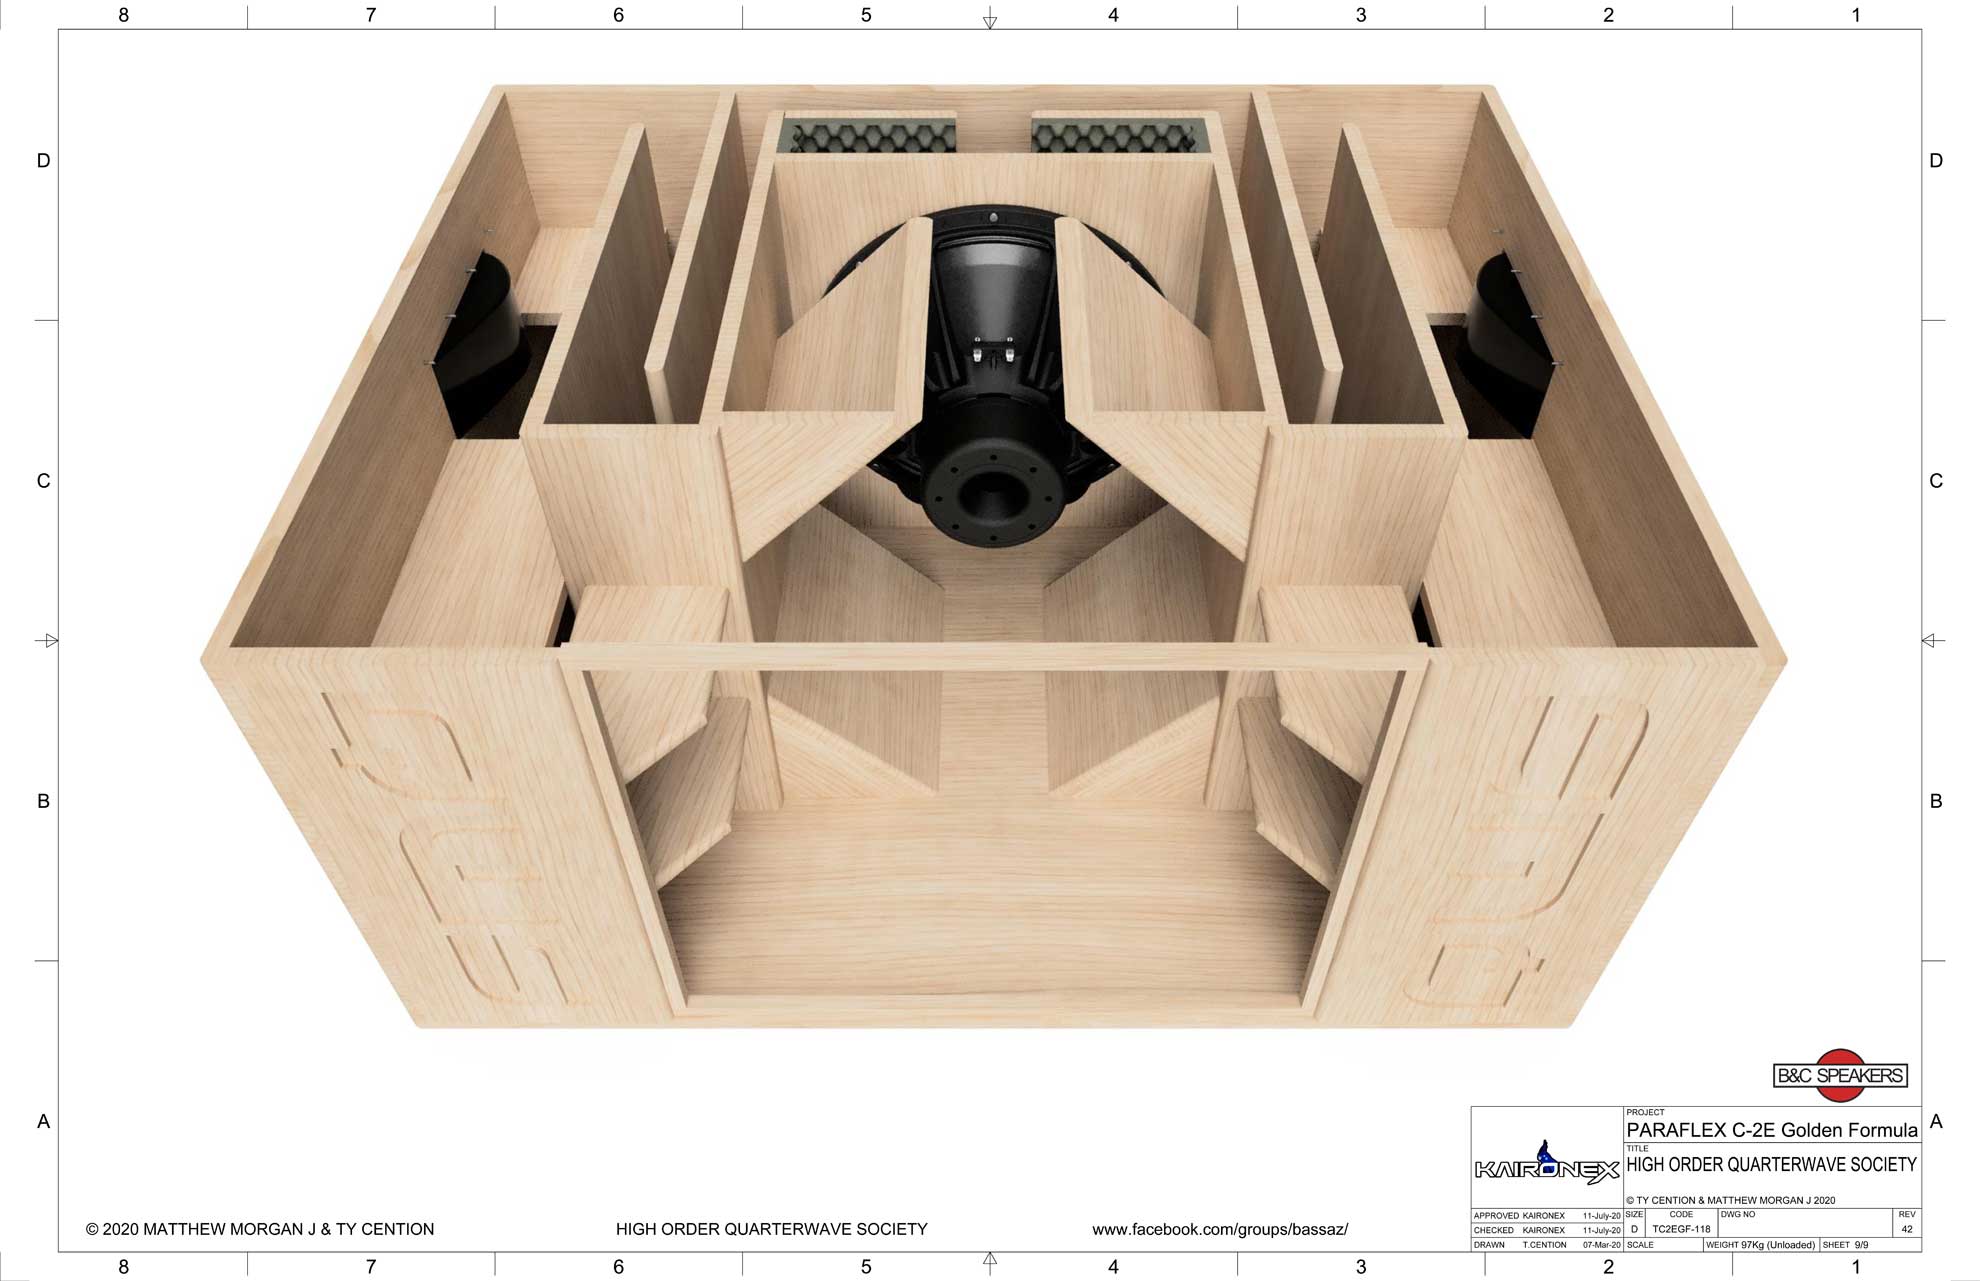 8 7 6 5 4 3 2 1
D D
C C
B B
A A
B&C SPEAKERS
PROJECT
PARAFLEX C-2E Golden Formula
TITLE
HIGH ORDER QUARTERWAVE SOCIETY
© TY CENTION & MATTHEW MORGAN J 2020
KAIRONEX
APPROVED KAIRONEX 11-July-20 SIZE CODE DWG NO REV
CHECKED KAIRONEX 11-July-20 D TC2EGF-118 42
DRAWN T.CENTION 07-Mar-20 SCALE WEIGHT 97Kg (Unloaded) SHEET 9/9
© 2020 MATTHEW MORGAN J & TY CENTION HIGH ORDER QUARTERWAVE SOCIETY www.facebook.com/groups/bassaz/
8 7 6 5 4 3 2 1